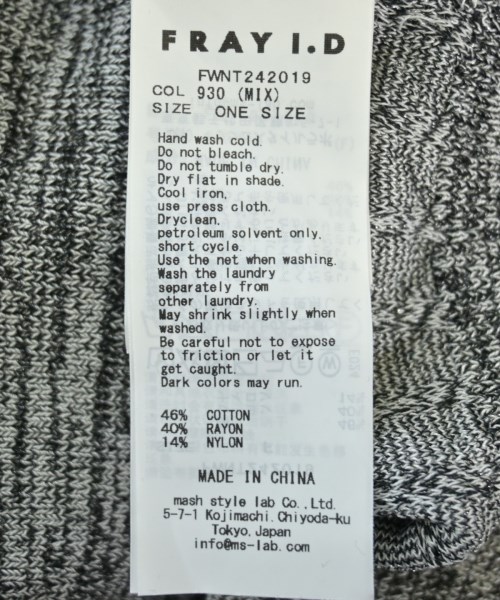 FRAY I.D
FWNT242019
COL 930 (MIX)
SIZE ONE SIZE
Hand wash cold.
Do not bleach.
Do not tumble dry.
Dry flat in shade.
Cool iron,
use press cloth.
Dryclean,
petroleum solvent only,
short cycle.
Use the net when washing.
Wash the laundry
separately from
other laundry.
May shrink slightly when
washed.
Be careful not to expose
to friction or let it
get caught.
Dark colors may run.
46% COTTON
40% RAYON
14% NYLON
MADE IN CHINA
mash style lab Co.,Ltd.
5-7-1 Kojimachi,Chiyoda-ku
Tokyo,Japan
info@ms-lab.com